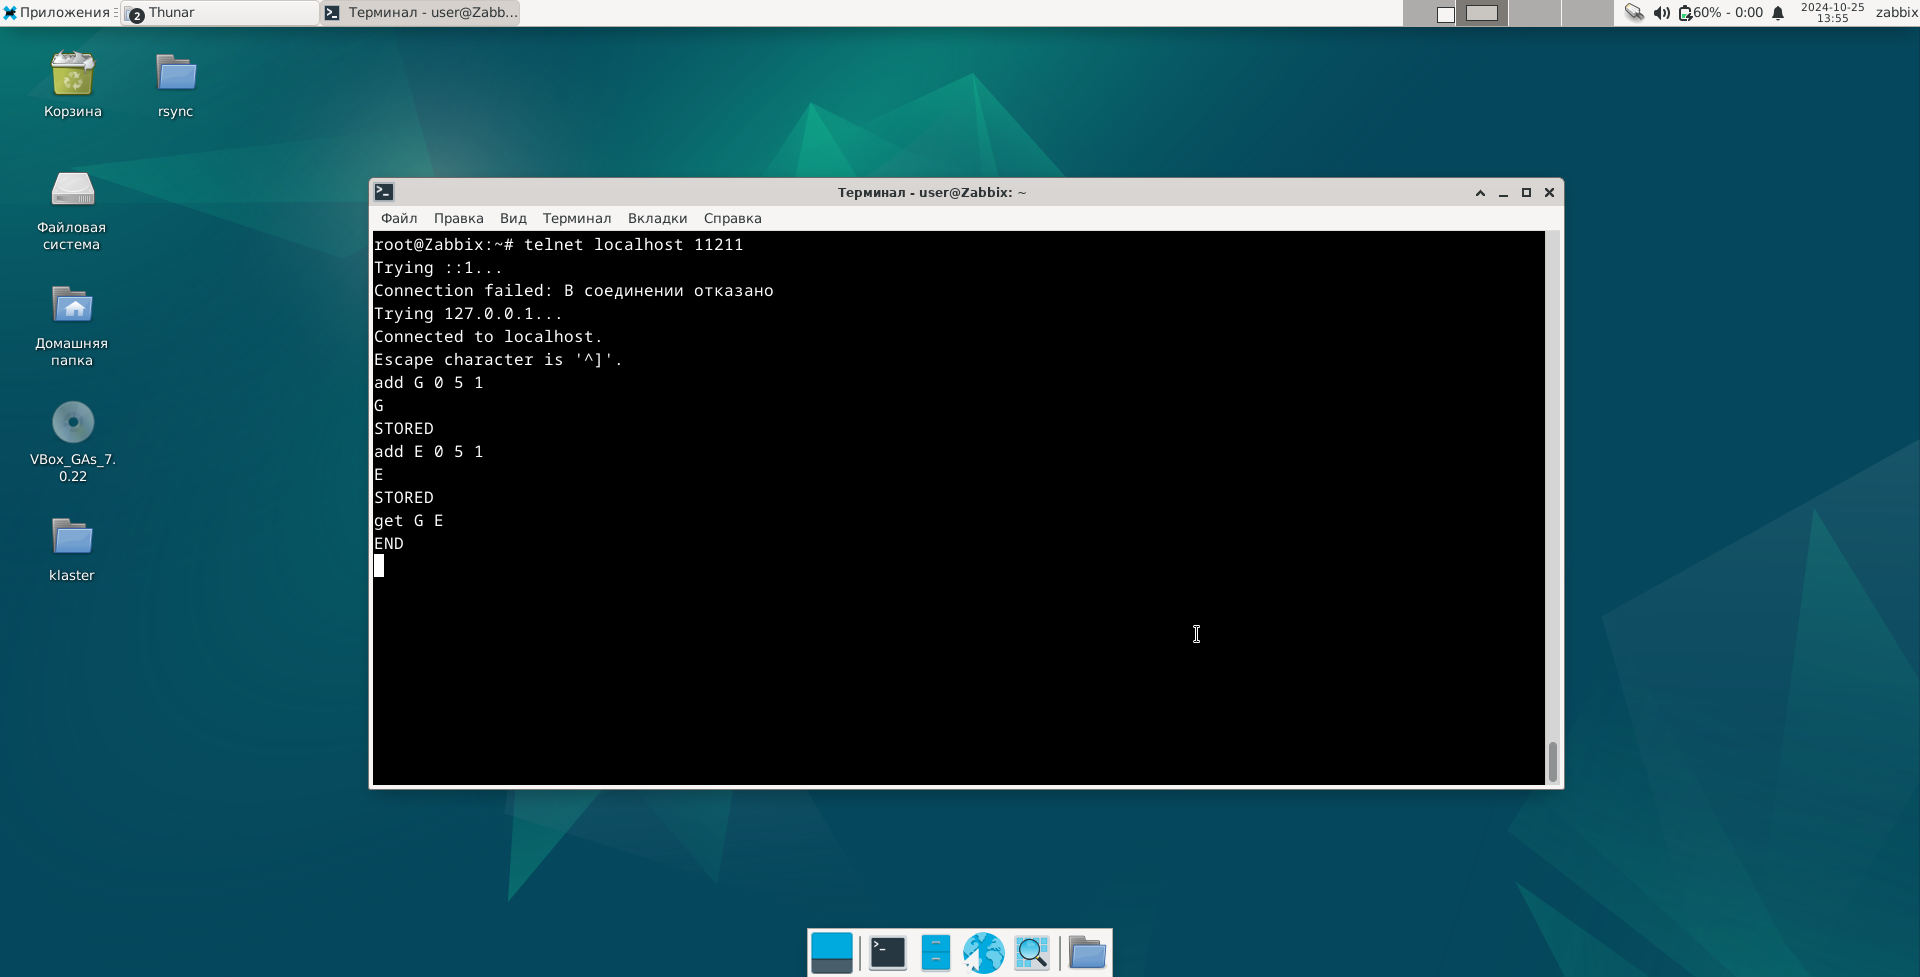 Приложения
2 Thunar
Терминал - user@Zabb...
60% - 0:00
2024-10-25
13:55
zabbix
Корзина
rsync
Файловая
система
Домашняя
папка
VBox_GAs_7.
0.22
klaster
Терминал - user@Zabbix: ~
Файл Правка Вид Терминал Вкладки Справка
root@Zabbix:~# telnet localhost 11211
Trying ::1...
Connection failed: В соединении отказано
Trying 127.0.0.1...
Connected to localhost.
Escape character is '^]'.
add G 0 5 1
G
STORED
add E 0 5 1
E
STORED
get G E
END